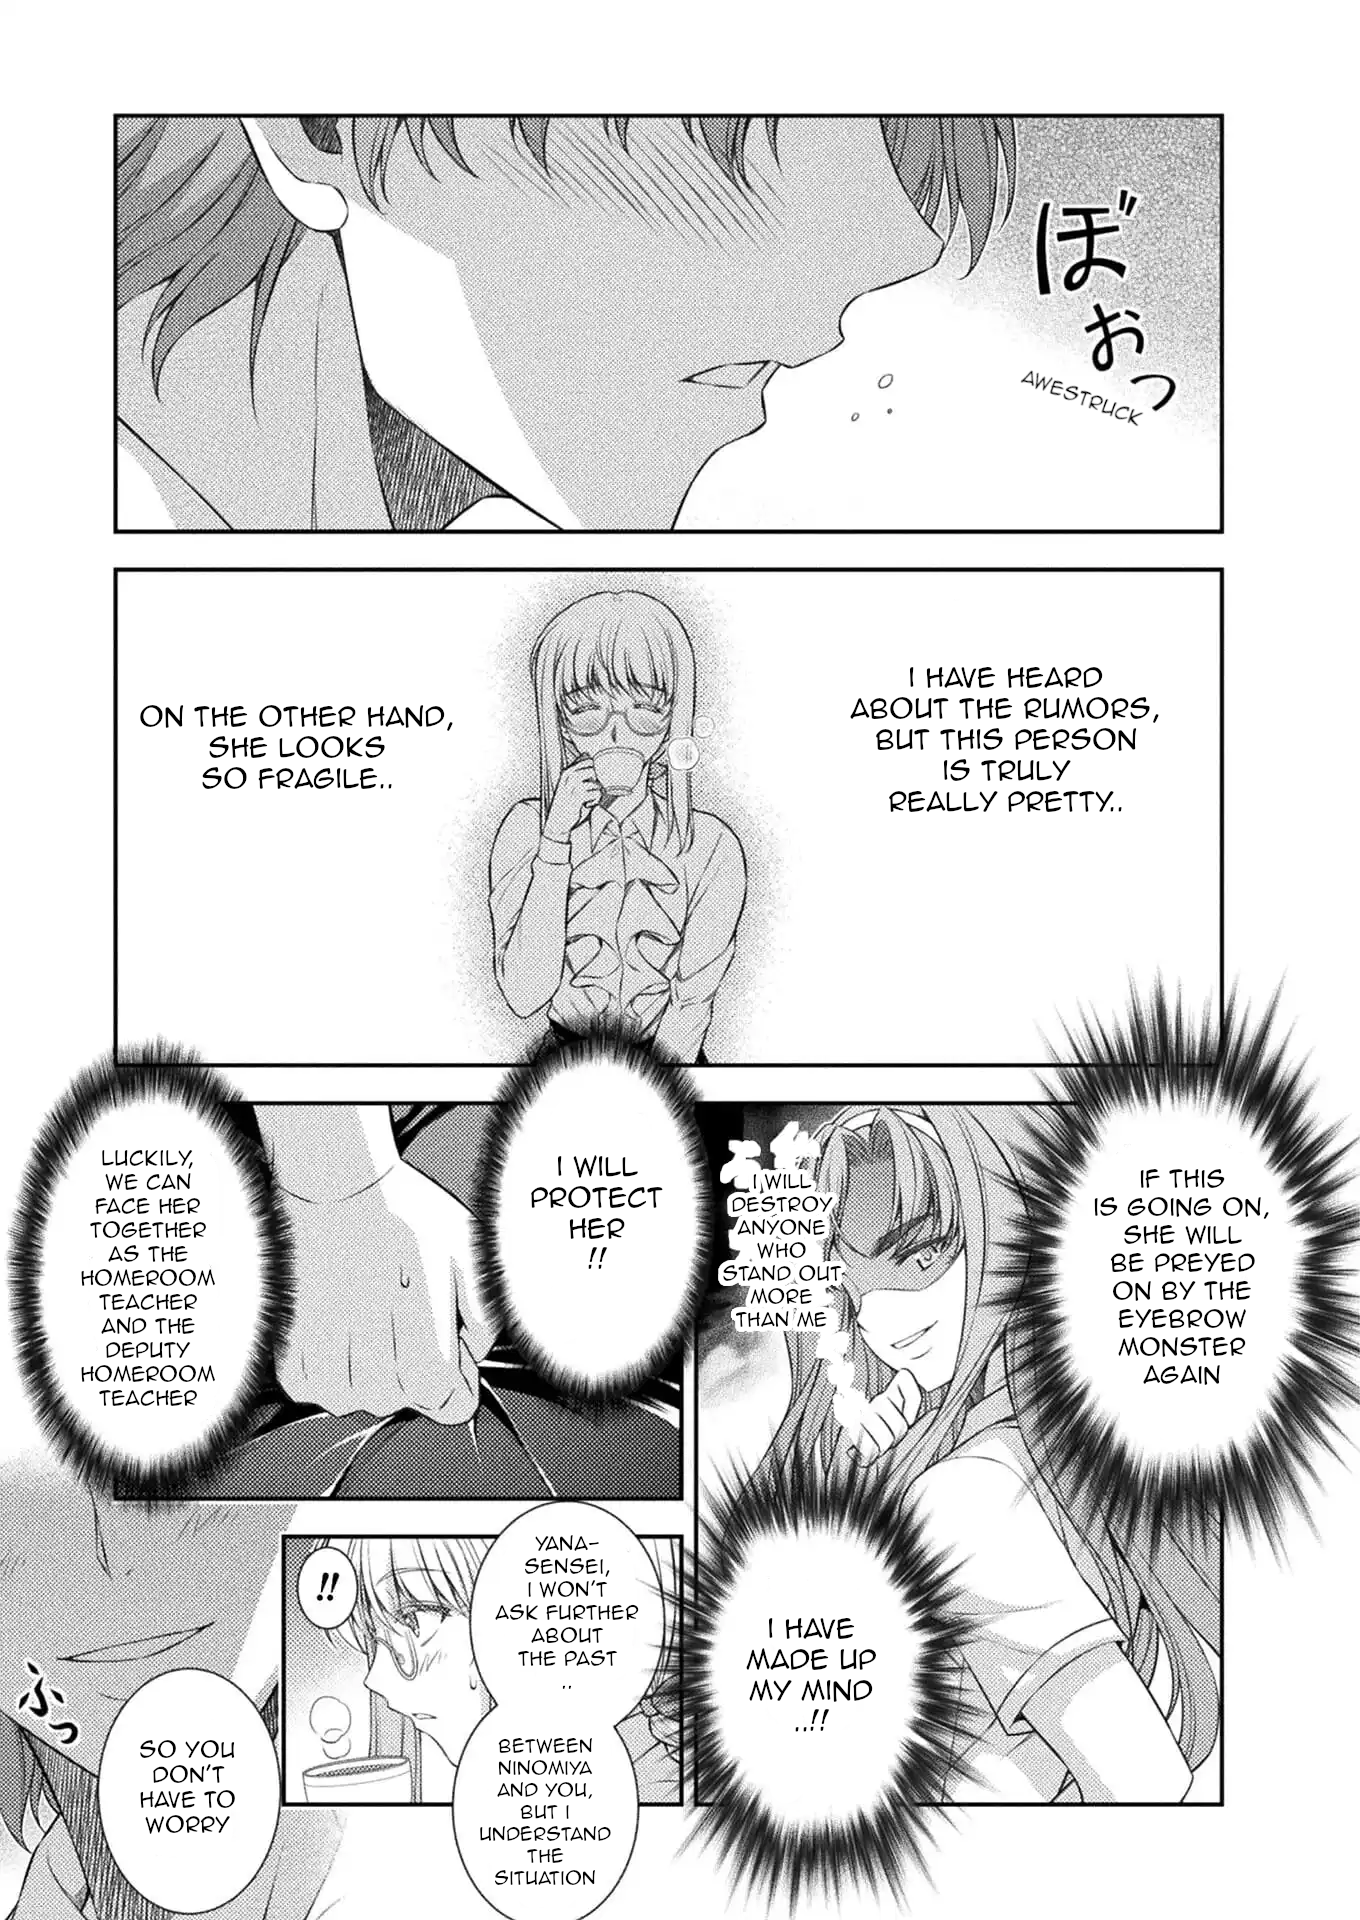 ぼおっ
AWESTRUCK
I HAVE HEARD
ABOUT THE RUMORS,
BUT THIS PERSON
IS TRULY
REALLY PRETTY..
ON THE OTHER HAND,
SHE LOOKS
SO FRAGILE..
IF THIS
IS GOING ON,
SHE WILL
BE PREYED
ON BY THE
EYEBROW
MONSTER
AGAIN
I WILL
DESTROY
ANYONE
WHO
STAND OUT
MORE
THAN ME
I HAVE
MADE UP
MY MIND
..!!
I WILL
PROTECT
HER
!!
LUCKILY,
WE CAN
FACE HER
TOGETHER
AS THE
HOMEROOM
TEACHER
AND THE
DEPUTY
HOMEROOM
TEACHER
YANA-
SENSEI,
I WON'T
ASK FURTHER
ABOUT
THE PAST
..
BETWEEN
NINOMIYA
AND YOU,
BUT I
UNDERSTAND
THE
SITUATION
!!
SO YOU
DON'T
HAVE TO
WORRY
ふっ